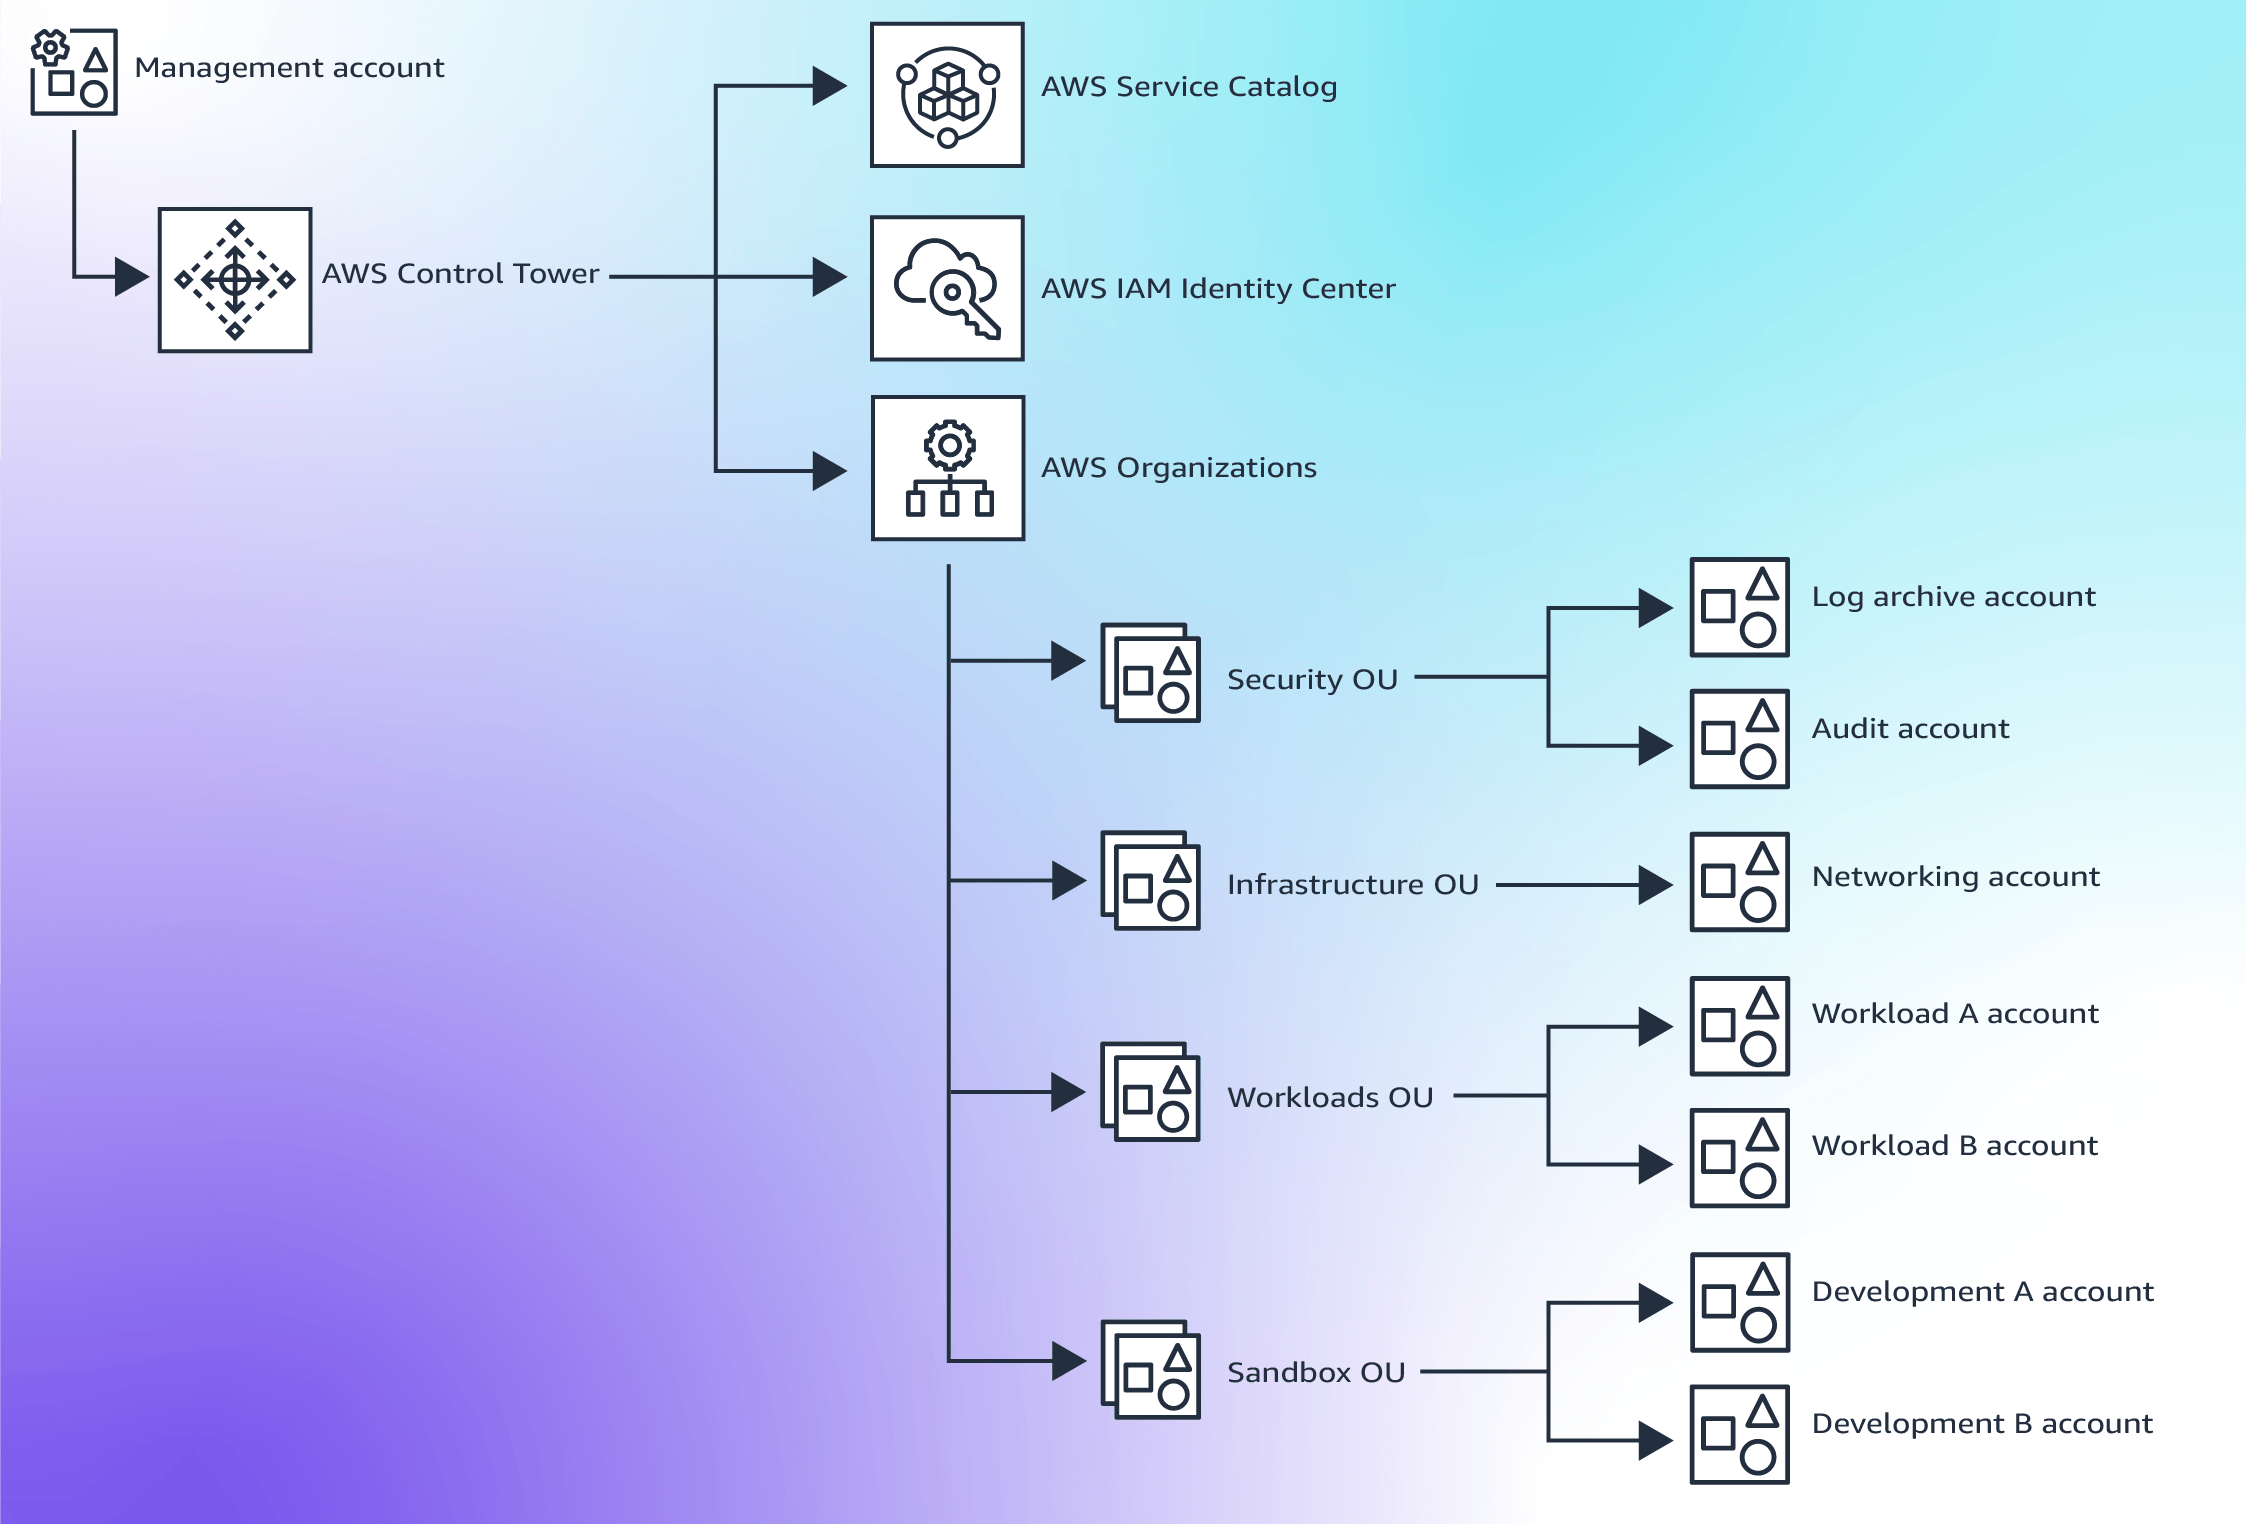 Management account
AWS Service Catalog
AWS Control Tower
AWS IAM Identity Center
AWS Organizations
Security OU
Log archive account
Audit account
Infrastructure OU
Networking account
Workloads OU
Workload A account
Workload B account
Sandbox OU
Development A account
Development B account